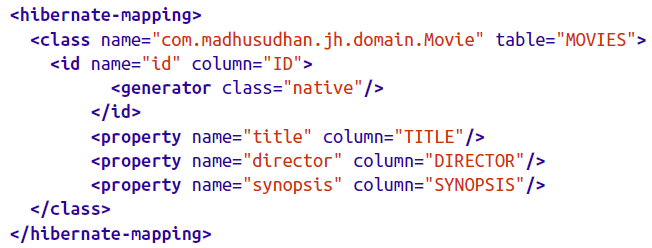 <hibernate-mapping>
  <class name="com.madhusudhan.jh.domain.Movie" table="MOVIES">
    <id name="id" column="ID">
          <generator class="native"/>
        </id>
        <property name="title" column="TITLE"/>
        <property name="director" column="DIRECTOR"/>
        <property name="synopsis" column="SYNOPSIS"/>
  </class>
</hibernate-mapping>